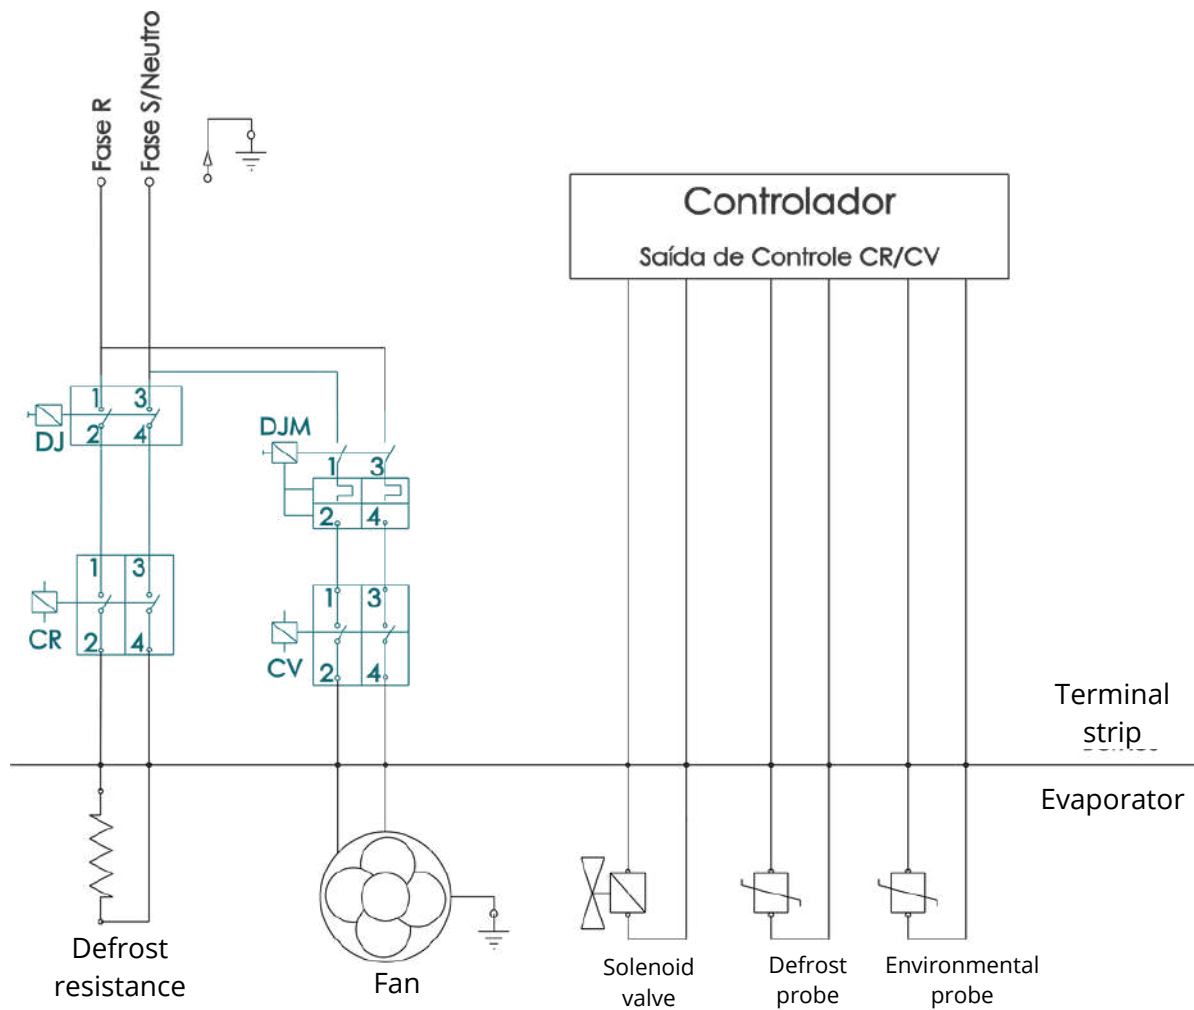 Fase R
Fase S/Neutro
Controlador
Saída de Controle CR/CV
1 3
DJ 2 4
DJM
1 3
2 4
1 3
CR 2 4
1 3
CV 2 4
Terminal
strip
Evaporator
Defrost
resistance
Fan
Solenoid
valve
Defrost
probe
Environmental
probe